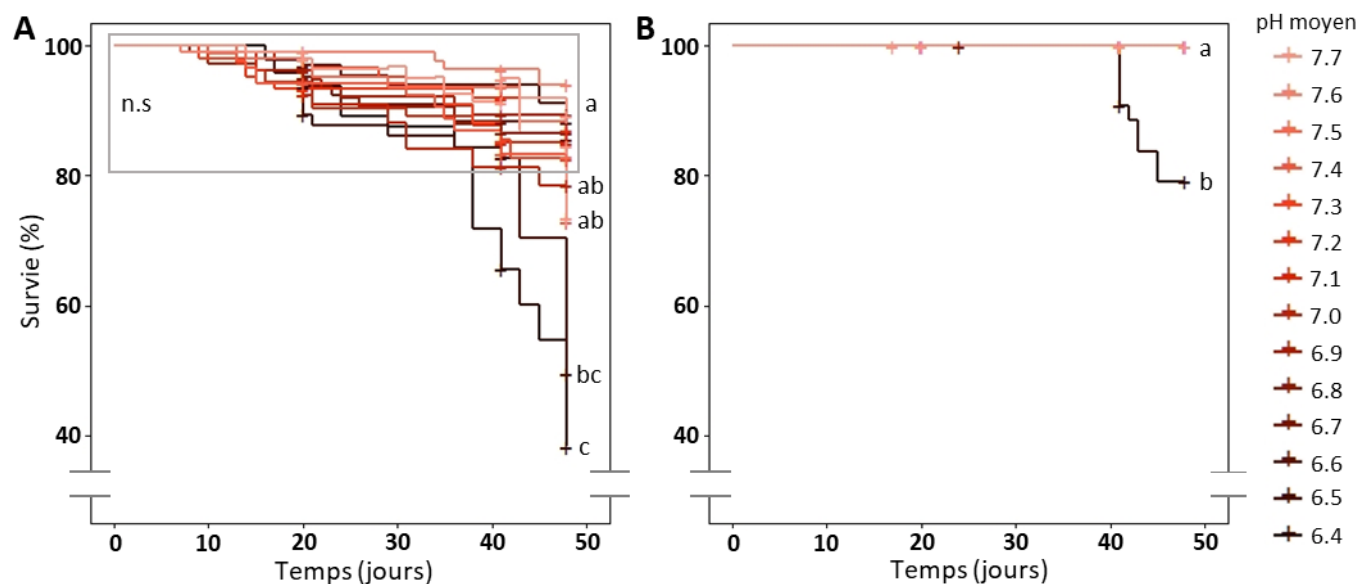 A
B
pH moyen
100
80
60
40
n.s
a
ab
ab
bc
c
0 10 20 30 40 50
Temps (jours)
Survie (%)
100
80
60
40
a
b
0 10 20 30 40 50
Temps (jours)
7.7
7.6
7.5
7.4
7.3
7.2
7.1
7.0
6.9
6.8
6.7
6.6
6.5
6.4